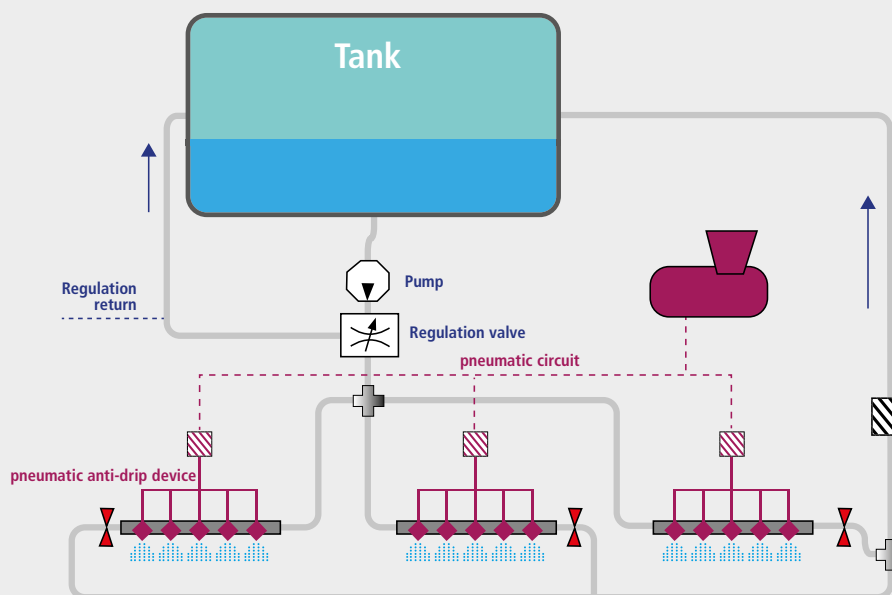 Tank
Pump
Regulation
return
Regulation valve
pneumatic circuit
pneumatic anti-drip device